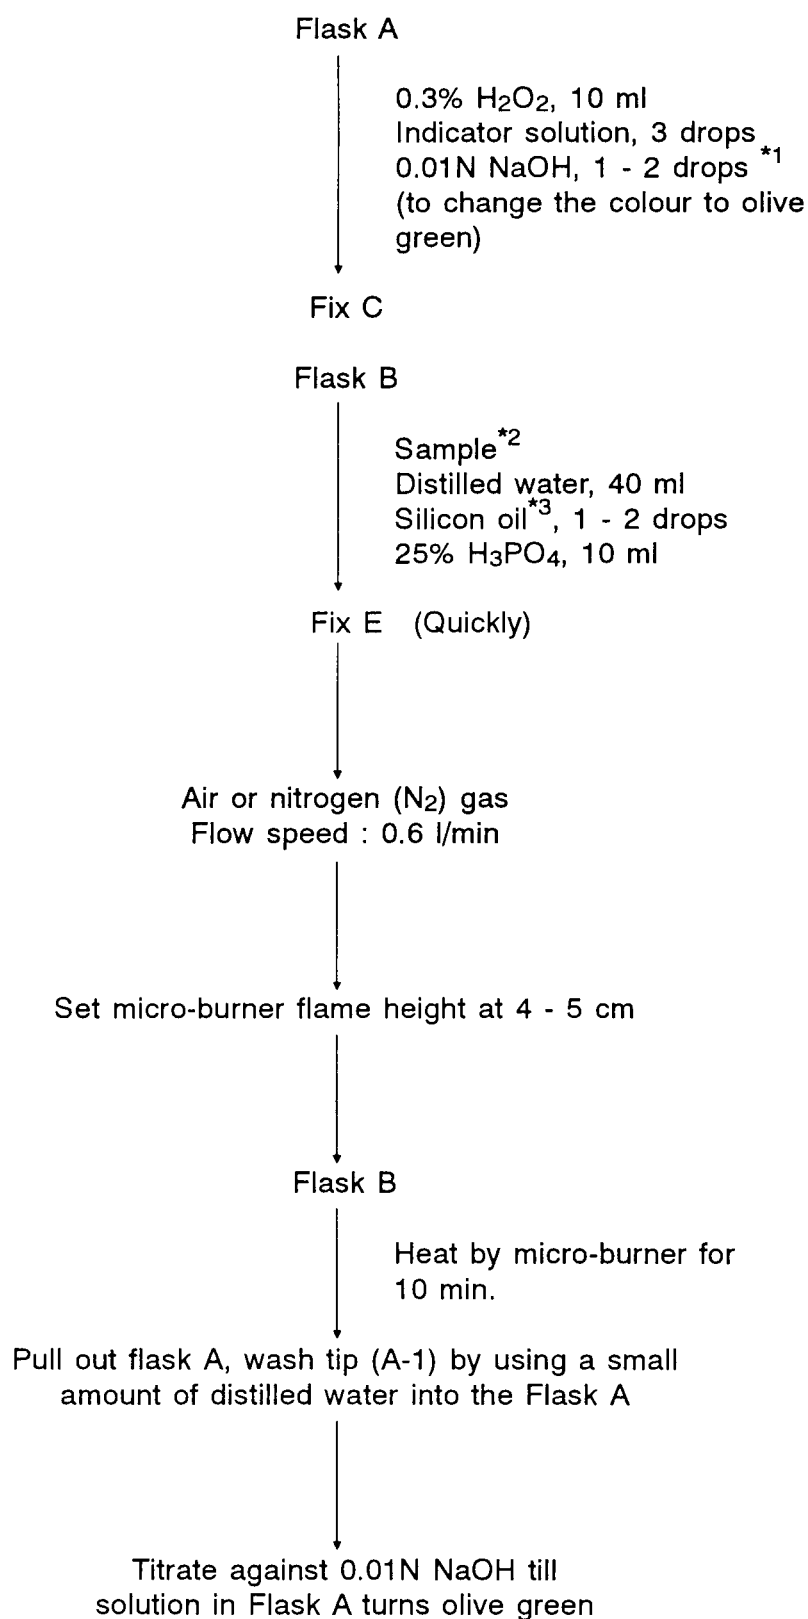 Flask A
0.3% H2O2, 10 ml
Indicator solution, 3 drops
0.01N NaOH, 1 - 2 drops *1
(to change the colour to olive
green)
Fix C
Flask B
Sample*2
Distilled water, 40 ml
Silicon oil*3, 1 - 2 drops
25% H3PO4, 10 ml
Fix E (Quickly)
Air or nitrogen (N2) gas
Flow speed : 0.6 l/min
Set micro-burner flame height at 4 - 5 cm
Flask B
Heat by micro-burner for
10 min.
Pull out flask A, wash tip (A-1) by using a small
amount of distilled water into the Flask A
Titrate against 0.01N NaOH till
solution in Flask A turns olive green